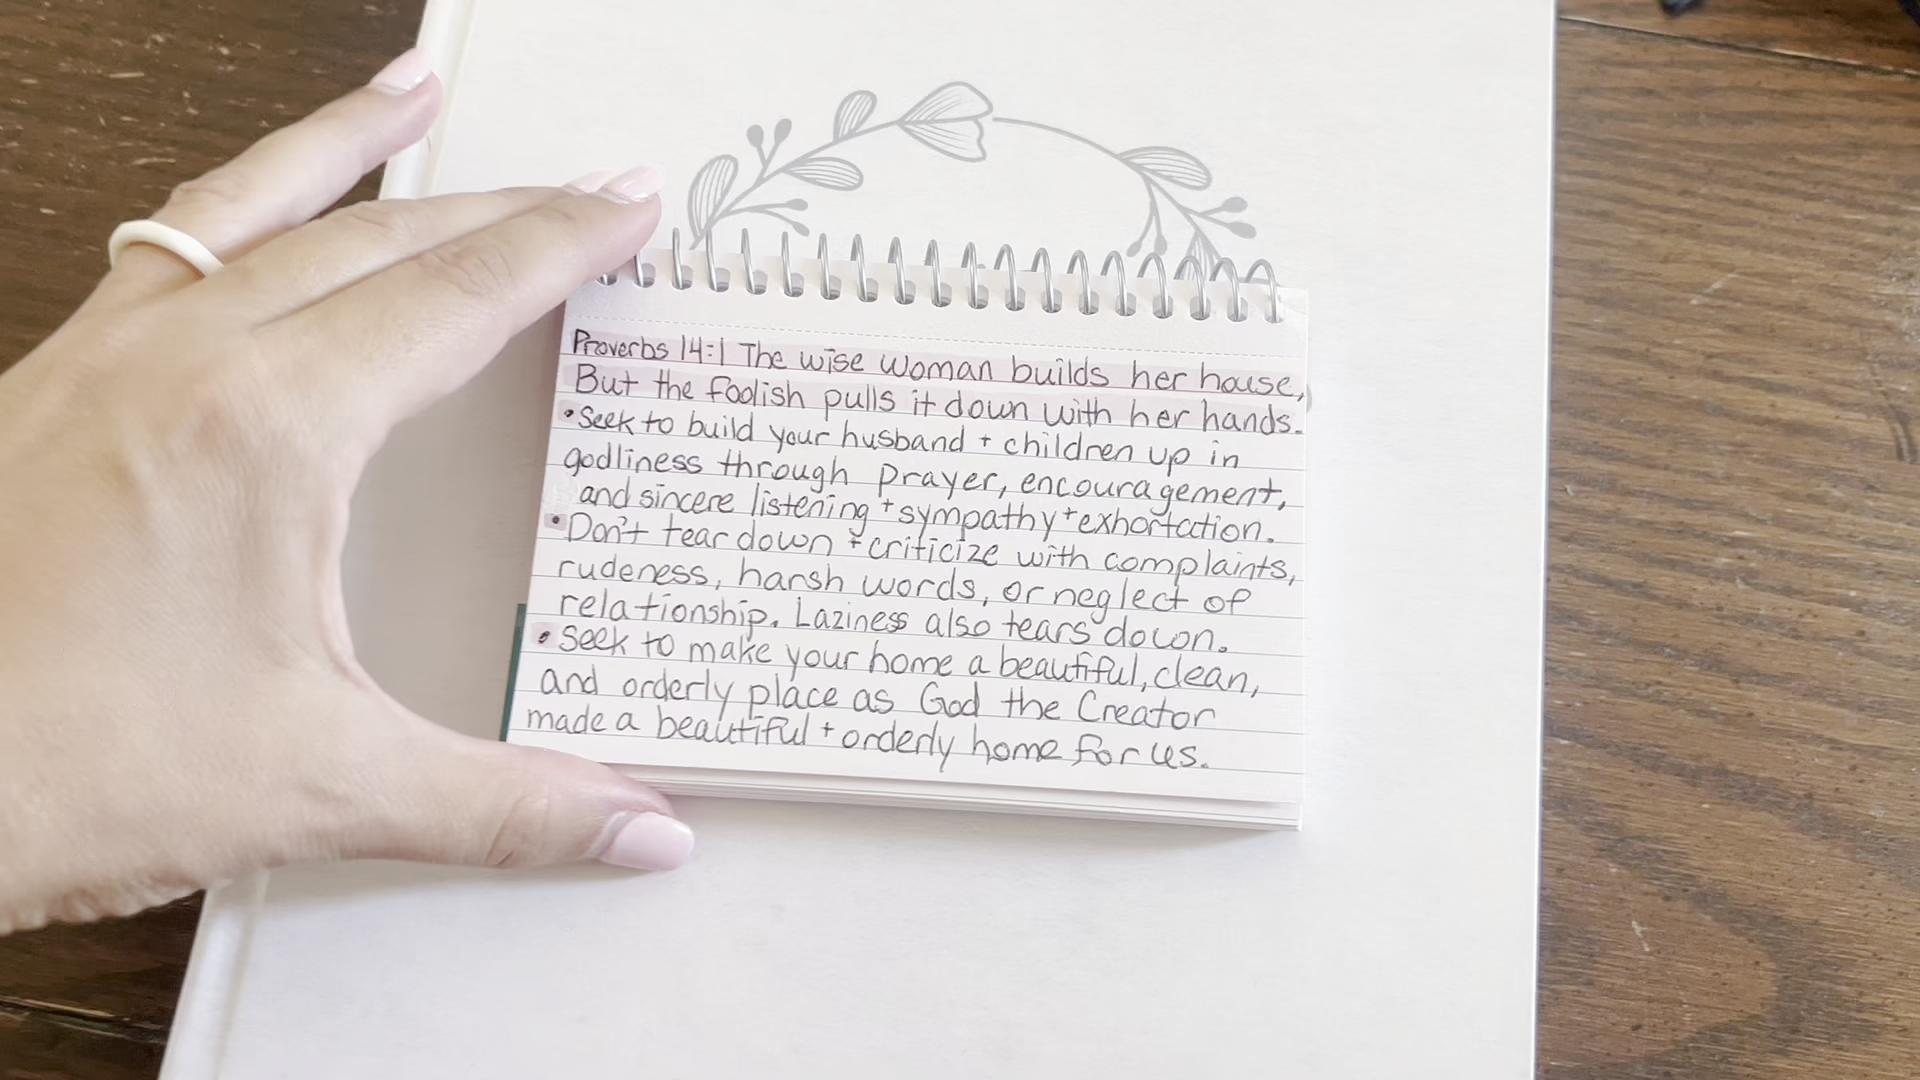 Proverbs 14:1 The wise woman builds her house,
But the foolish pulls it down with her hands.
• Seek to build your husband + children up in
godliness through prayer, encouragement,
and sincere listening + sympathy + exhortation.
• Don't tear down + criticize with complaints,
rudeness, harsh words, or neglect of
relationship. Laziness also tears down.
• Seek to make your home a beautiful, clean,
and orderly place as God the Creator
made a beautiful + orderly home for us.